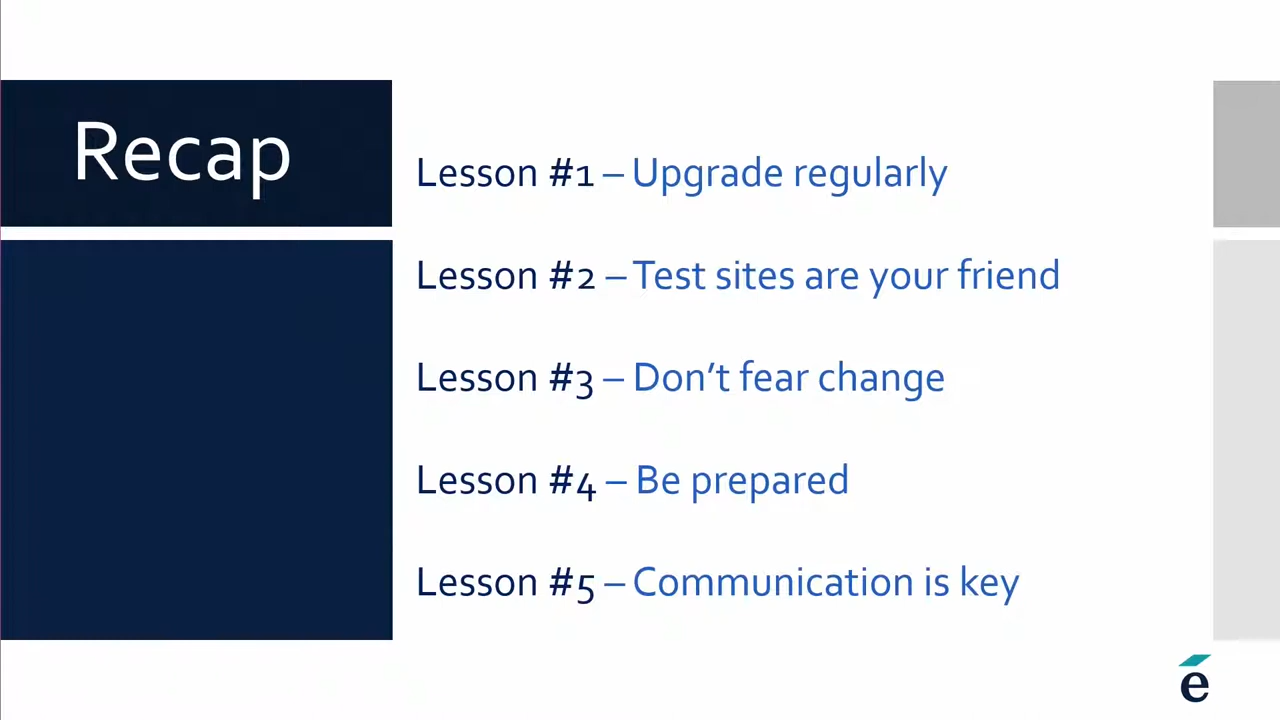 Recap
Lesson #1 – Upgrade regularly
Lesson #2 – Test sites are your friend
Lesson #3 – Don’t fear change
Lesson #4 – Be prepared
Lesson #5 – Communication is key
é